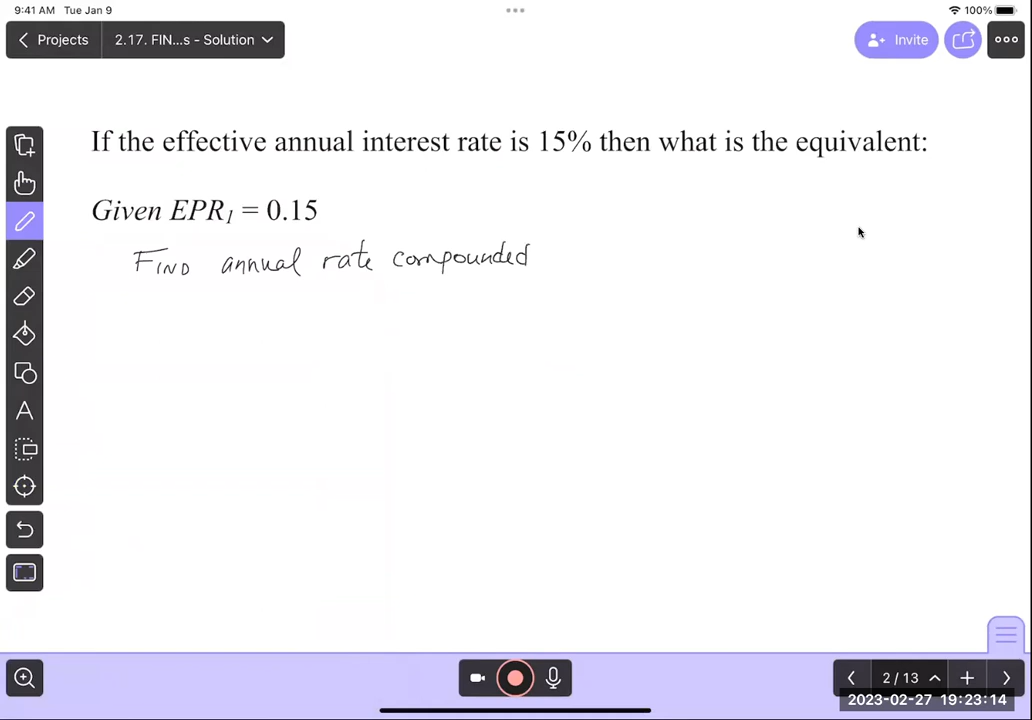 9:41 AM Tue Jan 9
100%
Projects
2.17. FIN...s - Solution
Invite
If the effective annual interest rate is 15% then what is the equivalent:
Given EPR₁ = 0.15
FIND annual rate compounded
A
2 / 13
2023-02-27 19:23:14